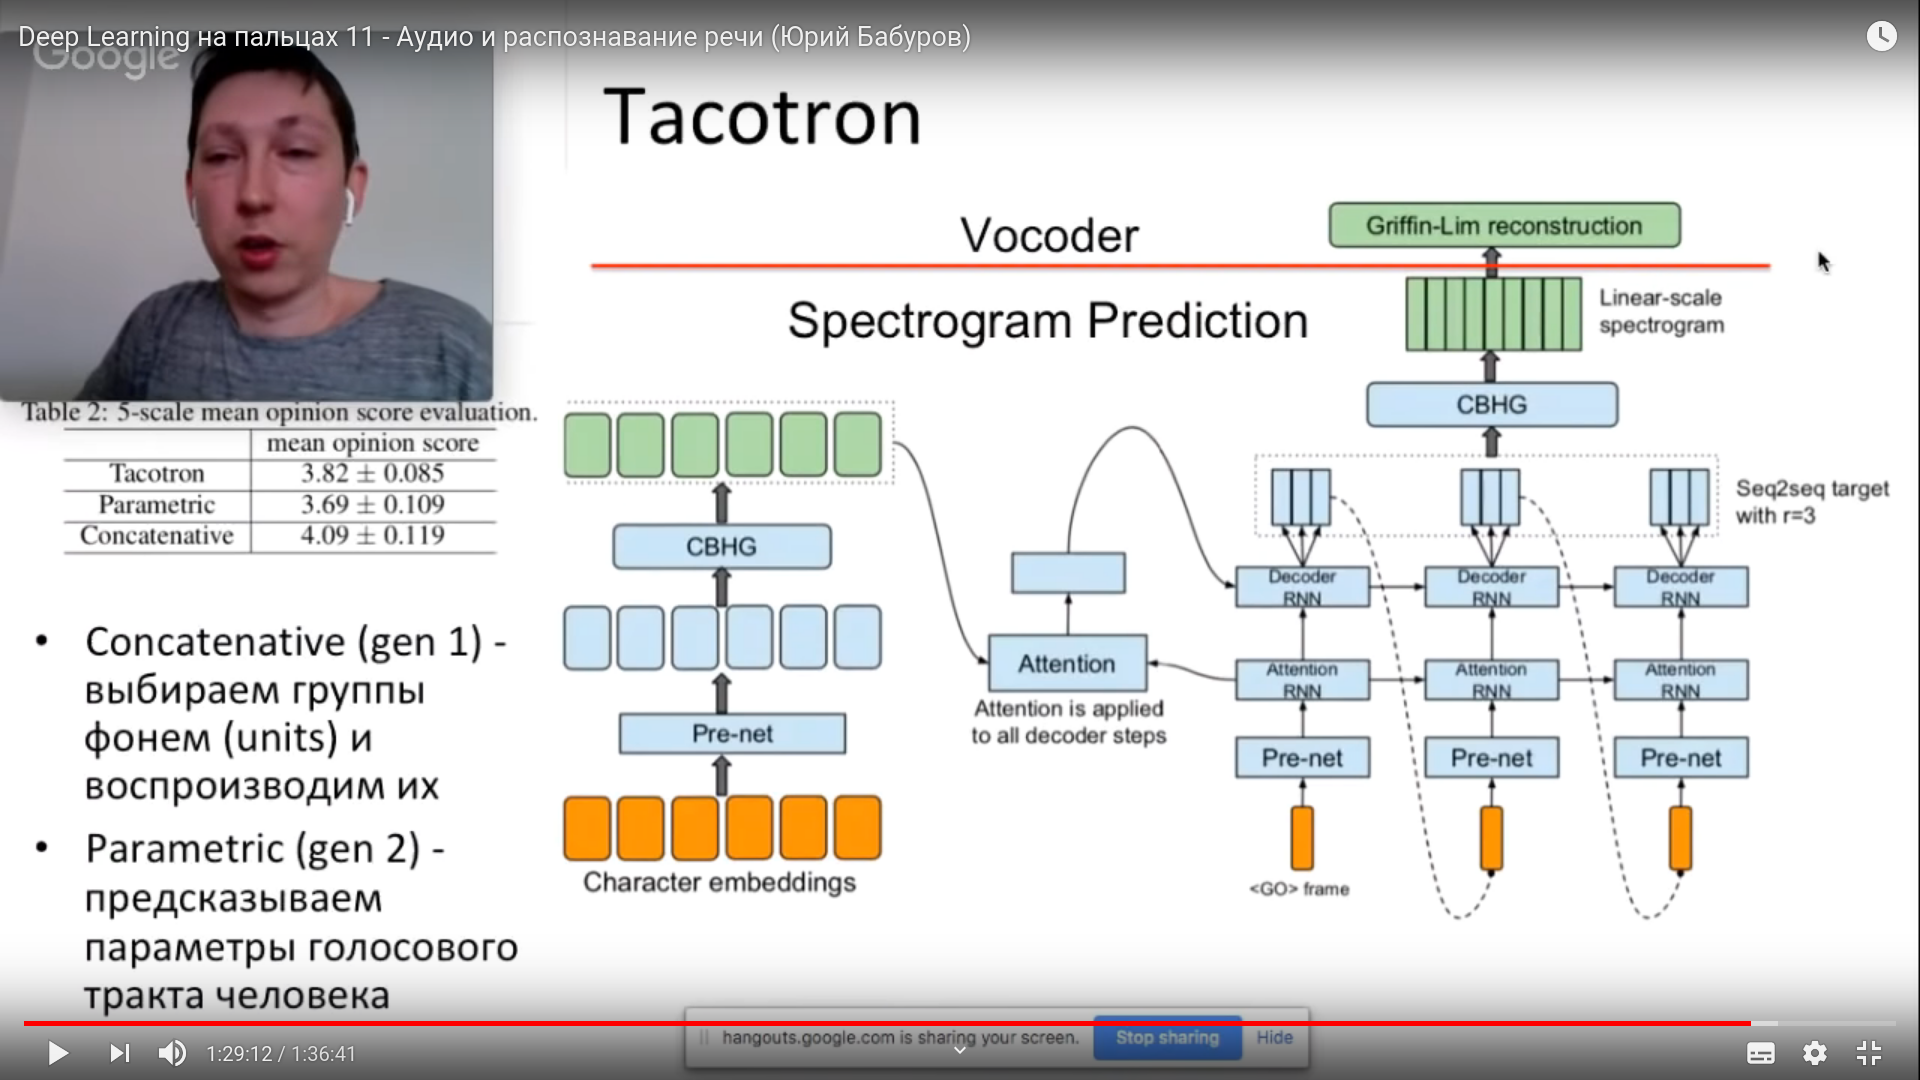 Deep Learning на пальцах 11 - Аудио и распознавание речи (Юрий Бабуров)
Google
Tacotron
Vocoder
Griffin-Lim reconstruction
Spectrogram Prediction
Linear-scale
spectrogram
CBHG
Seq2seq target
with r=3
Decoder
RNN
Decoder
RNN
Decoder
RNN
Attention
RNN
Attention
RNN
Attention
RNN
Pre-net
Pre-net
Pre-net
<GO> frame
Attention
Attention is applied
to all decoder steps
CBHG
Pre-net
Character embeddings
Table 2: 5-scale mean opinion score evaluation.
mean opinion score
Tacotron 3.82 ± 0.085
Parametric 3.69 ± 0.109
Concatenative 4.09 ± 0.119
• Concatenative (gen 1) -
выбираем группы
фонем (units) и
воспроизводим их
• Parametric (gen 2) -
предсказываем
параметры голосового
тракта человека
hangouts.google.com is sharing your screen. Stop sharing Hide
1:29:12 / 1:36:41